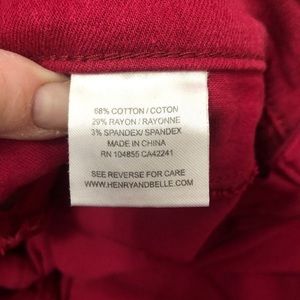 68% COTTON / COTON
29% RAYON / RAYONNE
3% SPANDEX/ SPANDEX
MADE IN CHINA
RN 104855 CA42241
SEE REVERSE FOR CARE
WWW.HENRYANDBELLE.COM